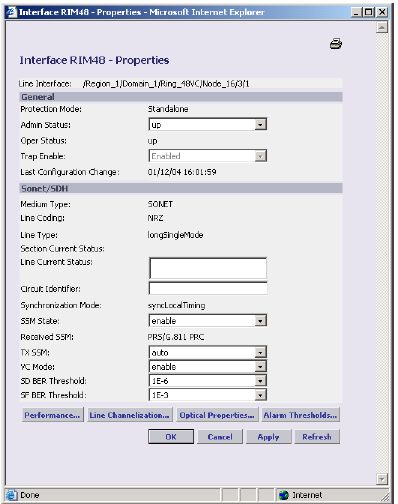 Interface RIM48 - Properties - Microsoft Internet Explorer
Interface RIM48 - Properties
Line Interface: /Region_1/Domain_1/Ring_48VC/Node_16/3/1
General
Protection Mode: Standalone
Admin Status: up
Oper Status: up
Trap Enable: Enabled
Last Configuration Change: 01/12/04 16:01:59
Sonet/SDH
Medium Type: SONET
Line Coding: NRZ
Line Type: longSingleMode
Section Current Status:
Line Current Status:
Circuit Identifier:
Synchronization Mode: syncLocalTiming
SSM State: enable
Received SSM: PRS/G.811 PRC
TX SSM: auto
VC Mode: enable
SD BER Threshold: 1E-6
SF BER Threshold: 1E-3
Performance... Line Channelization... Optical Properties... Alarm Thresholds...
OK Cancel Apply Refresh
Done Internet